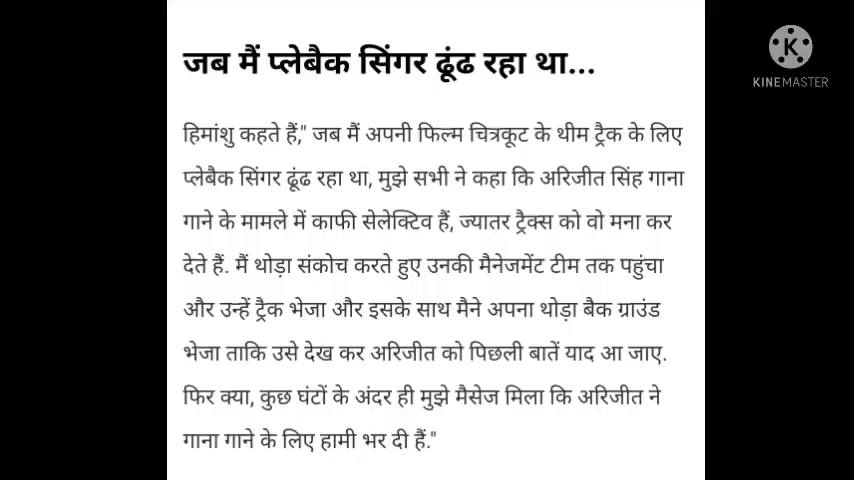 जब मैं प्लेबैक सिंगर ढूंढ रहा था...
K
KINEMASTER
हिमांशु कहते हैं," जब मैं अपनी फिल्म चित्रकूट के थीम ट्रैक के लिए
प्लेबैक सिंगर ढूंढ रहा था, मुझे सभी ने कहा कि अरिजीत सिंह गाना
गाने के मामले में काफी सेलेक्टिव हैं, ज्यातर ट्रैक्स को वो मना कर
देते हैं. मैं थोड़ा संकोच करते हुए उनकी मैनेजमेंट टीम तक पहुंचा
और उन्हें ट्रैक भेजा और इसके साथ मैने अपना थोड़ा बैक ग्राउंड
भेजा ताकि उसे देख कर अरिजीत को पिछली बातें याद आ जाए.
फिर क्या, कुछ घंटों के अंदर ही मुझे मैसेज मिला कि अरिजीत ने
गाना गाने के लिए हामी भर दी हैं."